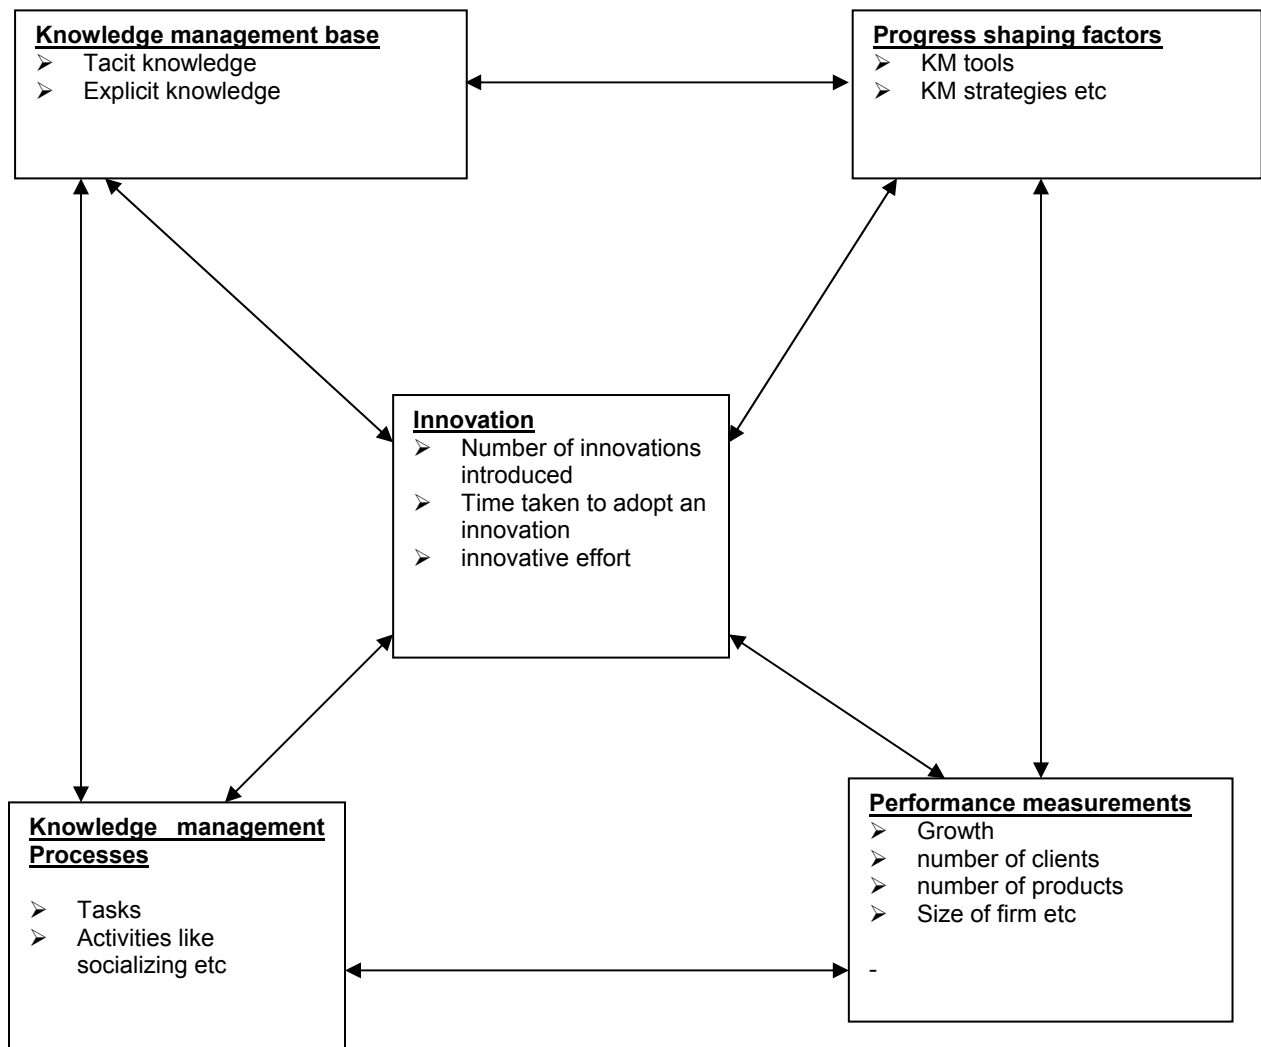 Knowledge management base
➢ Tacit knowledge
➢ Explicit knowledge
Progress shaping factors
➢ KM tools
➢ KM strategies etc
Innovation
➢ Number of innovations
introduced
➢ Time taken to adopt an
innovation
➢ innovative effort
Knowledge management
Processes
➢ Tasks
➢ Activities like
socializing etc
Performance measurements
➢ Growth
➢ number of clients
➢ number of products
➢ Size of firm etc
-